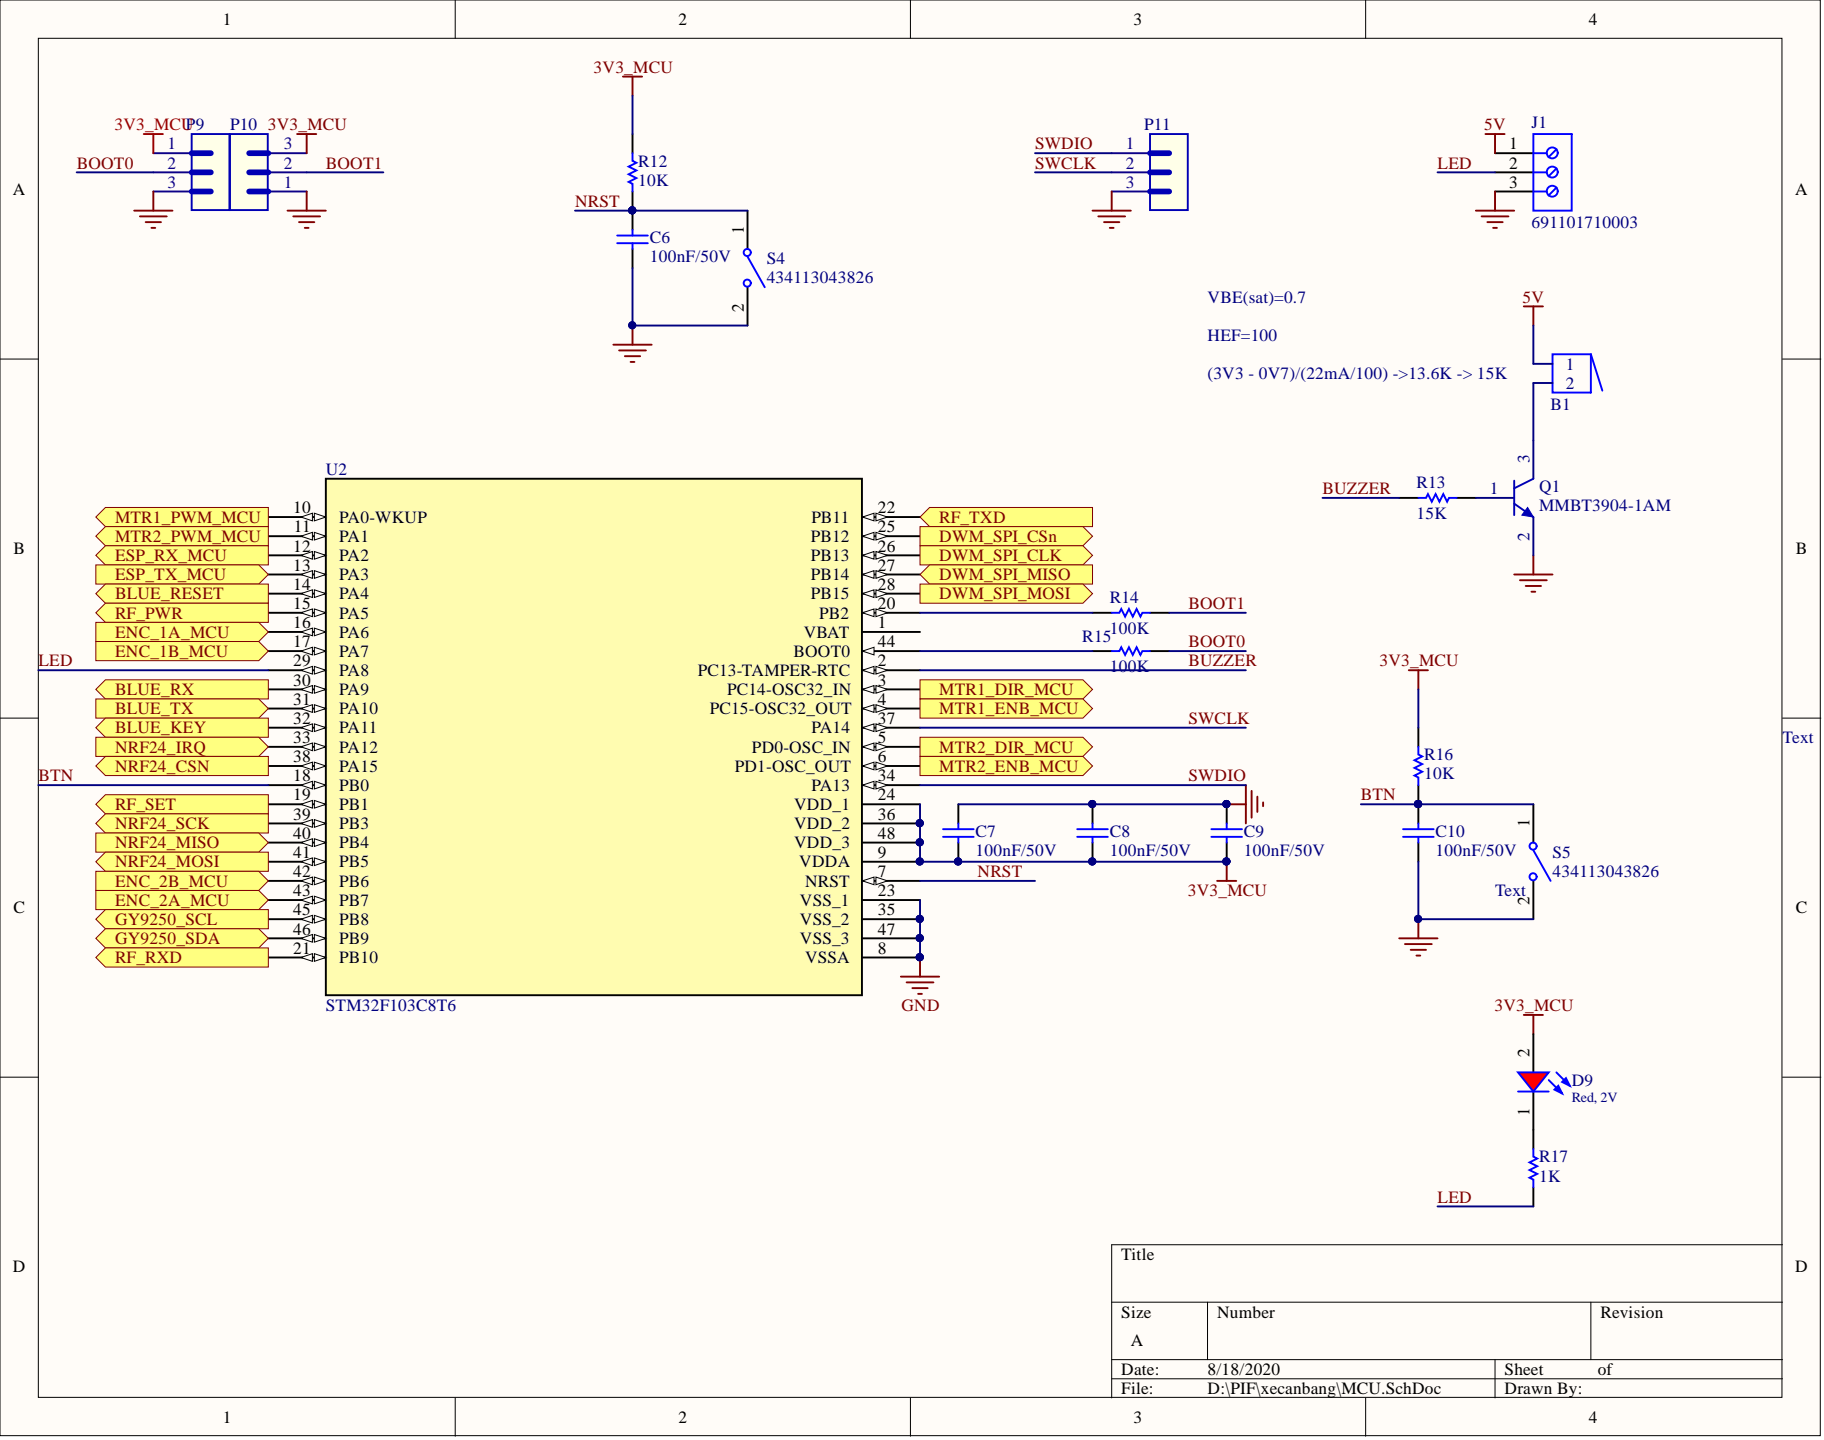 1 2 3 4
3V3_MCU
3V3_MCU P9 P10 3V3_MCU
1 3
BOOT0 2 2 BOOT1
3 1
R12
10K
NRST
C6
100nF/50V
1
S4
434113043826
2
P11
SWDIO 1
SWCLK 2
3
5V J1
1
LED 2
3
691101710003
A A
VBE(sat)=0.7
HEF=100
(3V3 - 0V7)/(22mA/100) ->13.6K -> 15K
5V
1
2
B1
3
BUZZER R13 1 Q1
15K MMBT3904-1AM
2
B B
U2
MTR1_PWM_MCU 10 PA0-WKUP
MTR2_PWM_MCU 11 PA1
ESP_RX_MCU 12 PA2
ESP_TX_MCU 13 PA3
BLUE_RESET 14 PA4
RF_PWR 15 PA5
ENC_1A_MCU 16 PA6
ENC_1B_MCU 17 PA7
LED 29 PA8
BLUE_RX 30 PA9
BLUE_TX 31 PA10
BLUE_KEY 32 PA11
NRF24_IRQ 33 PA12
NRF24_CSN 38 PA15
BTN 18 PB0
RF_SET 19 PB1
NRF24_SCK 39 PB3
NRF24_MISO 40 PB4
NRF24_MOSI 41 PB5
ENC_2B_MCU 42 PB6
ENC_2A_MCU 43 PB7
GY9250_SCL 45 PB8
GY9250_SDA 46 PB9
RF_RXD 21 PB10
STM32F103C8T6
PB11 22 RF_TXD
PB12 25 DWM_SPI_CSn
PB13 26 DWM_SPI_CLK
PB14 27 DWM_SPI_MISO
PB15 28 DWM_SPI_MOSI
PB2 20 R14 100K BOOT1
VBAT 1
BOOT0 44 R15 100K BOOT0
PC13-TAMPER-RTC 2 BUZZER
PC14-OSC32_IN 3 MTR1_DIR_MCU
PC15-OSC32_OUT 4 MTR1_ENB_MCU
PA14 37 SWCLK
PD0-OSC_IN 5 MTR2_DIR_MCU
PD1-OSC_OUT 6 MTR2_ENB_MCU
PA13 34 SWDIO
VDD_1 24
VDD_2 36
VDD_3 48
VDDA 9
NRST 7 NRST
VSS_1 23
VSS_2 35
VSS_3 47
VSSA 8
GND
C7 C8 C9
100nF/50V 100nF/50V 100nF/50V
3V3_MCU
3V3_MCU
Text
R16
10K
BTN
C10
100nF/50V
1
S5
434113043826
Text
2
C C
3V3_MCU
2
D9
Red, 2V
1
R17
1K
LED
D D
Title
Size Number Revision
A
Date: 8/18/2020 Sheet of
File: D:\PIF\xecanbang\MCU.SchDoc Drawn By:
1 2 3 4